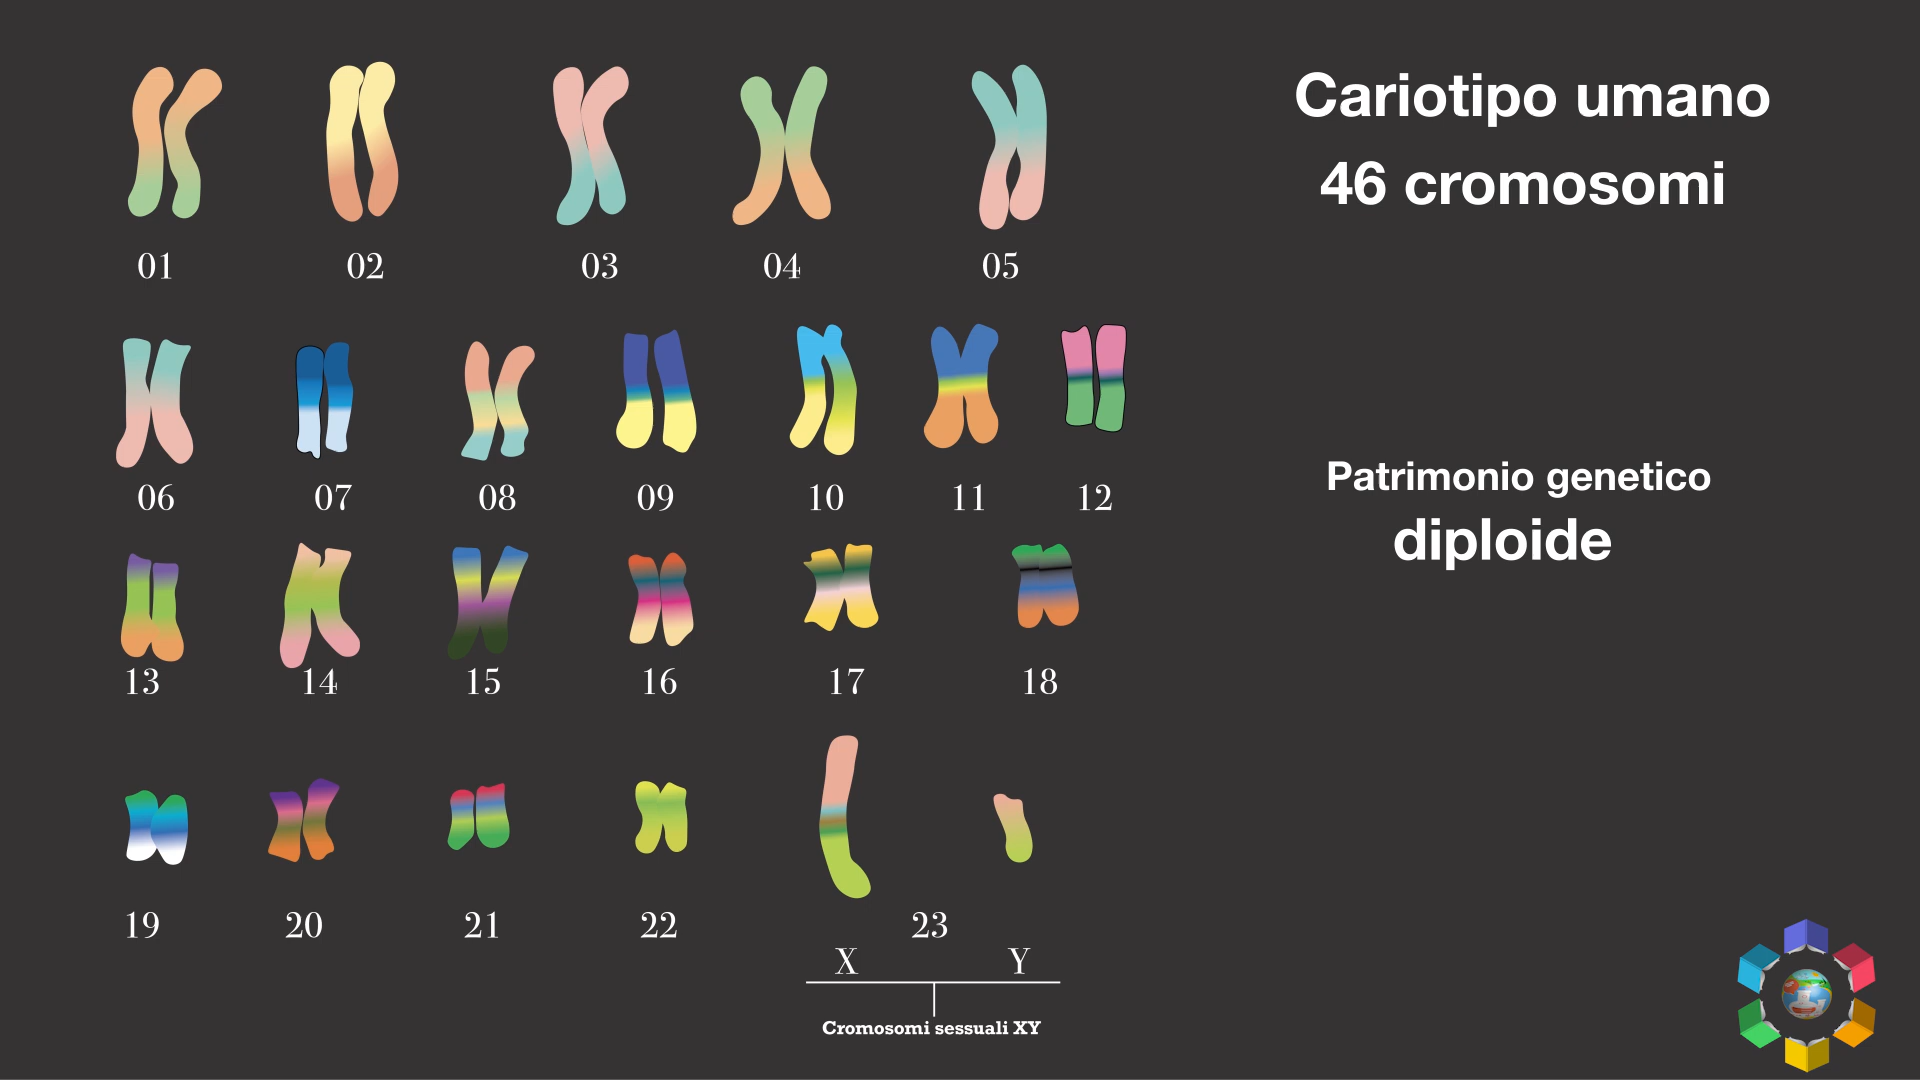 Cariotipo umano
46 cromosomi
01 02 03 04 05
06 07 08 09 10 11 12
Patrimonio genetico
diploide
13 14 15 16 17 18
19 20 21 22 23
X Y
Cromosomi sessuali XY